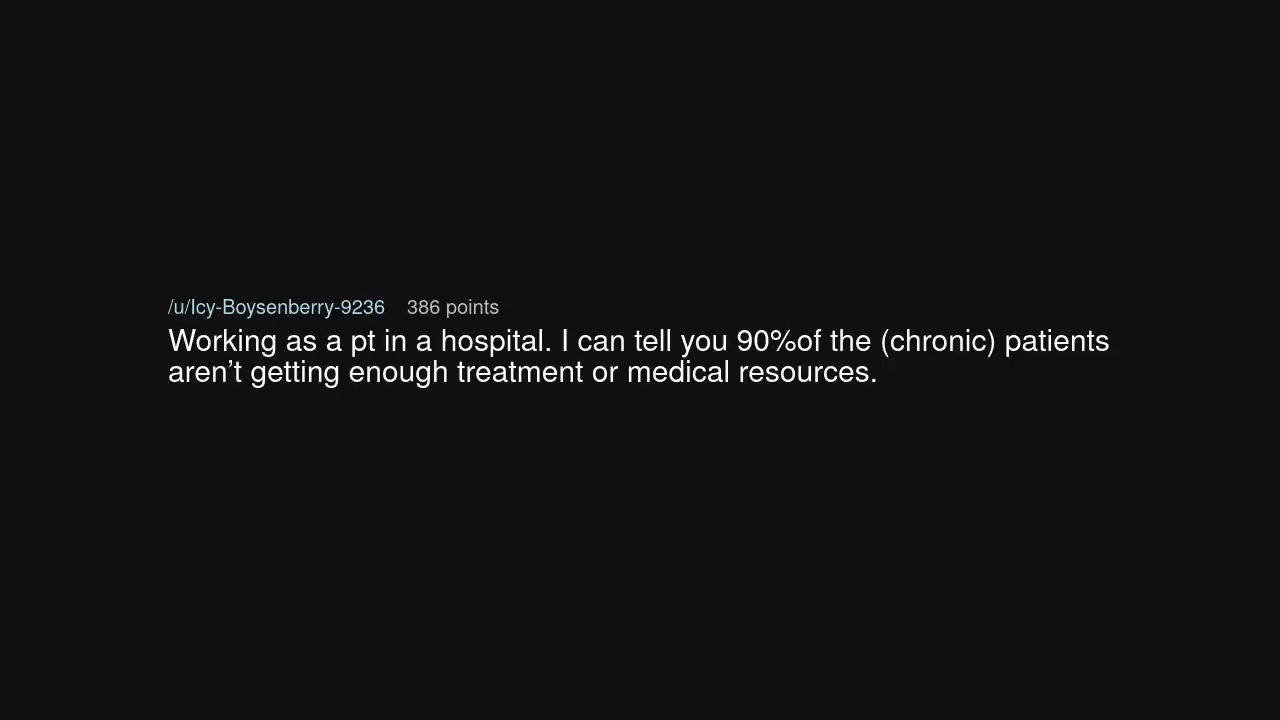 /u/Icy-Boysenberry-9236 386 points
Working as a pt in a hospital. I can tell you 90%of the (chronic) patients
aren’t getting enough treatment or medical resources.